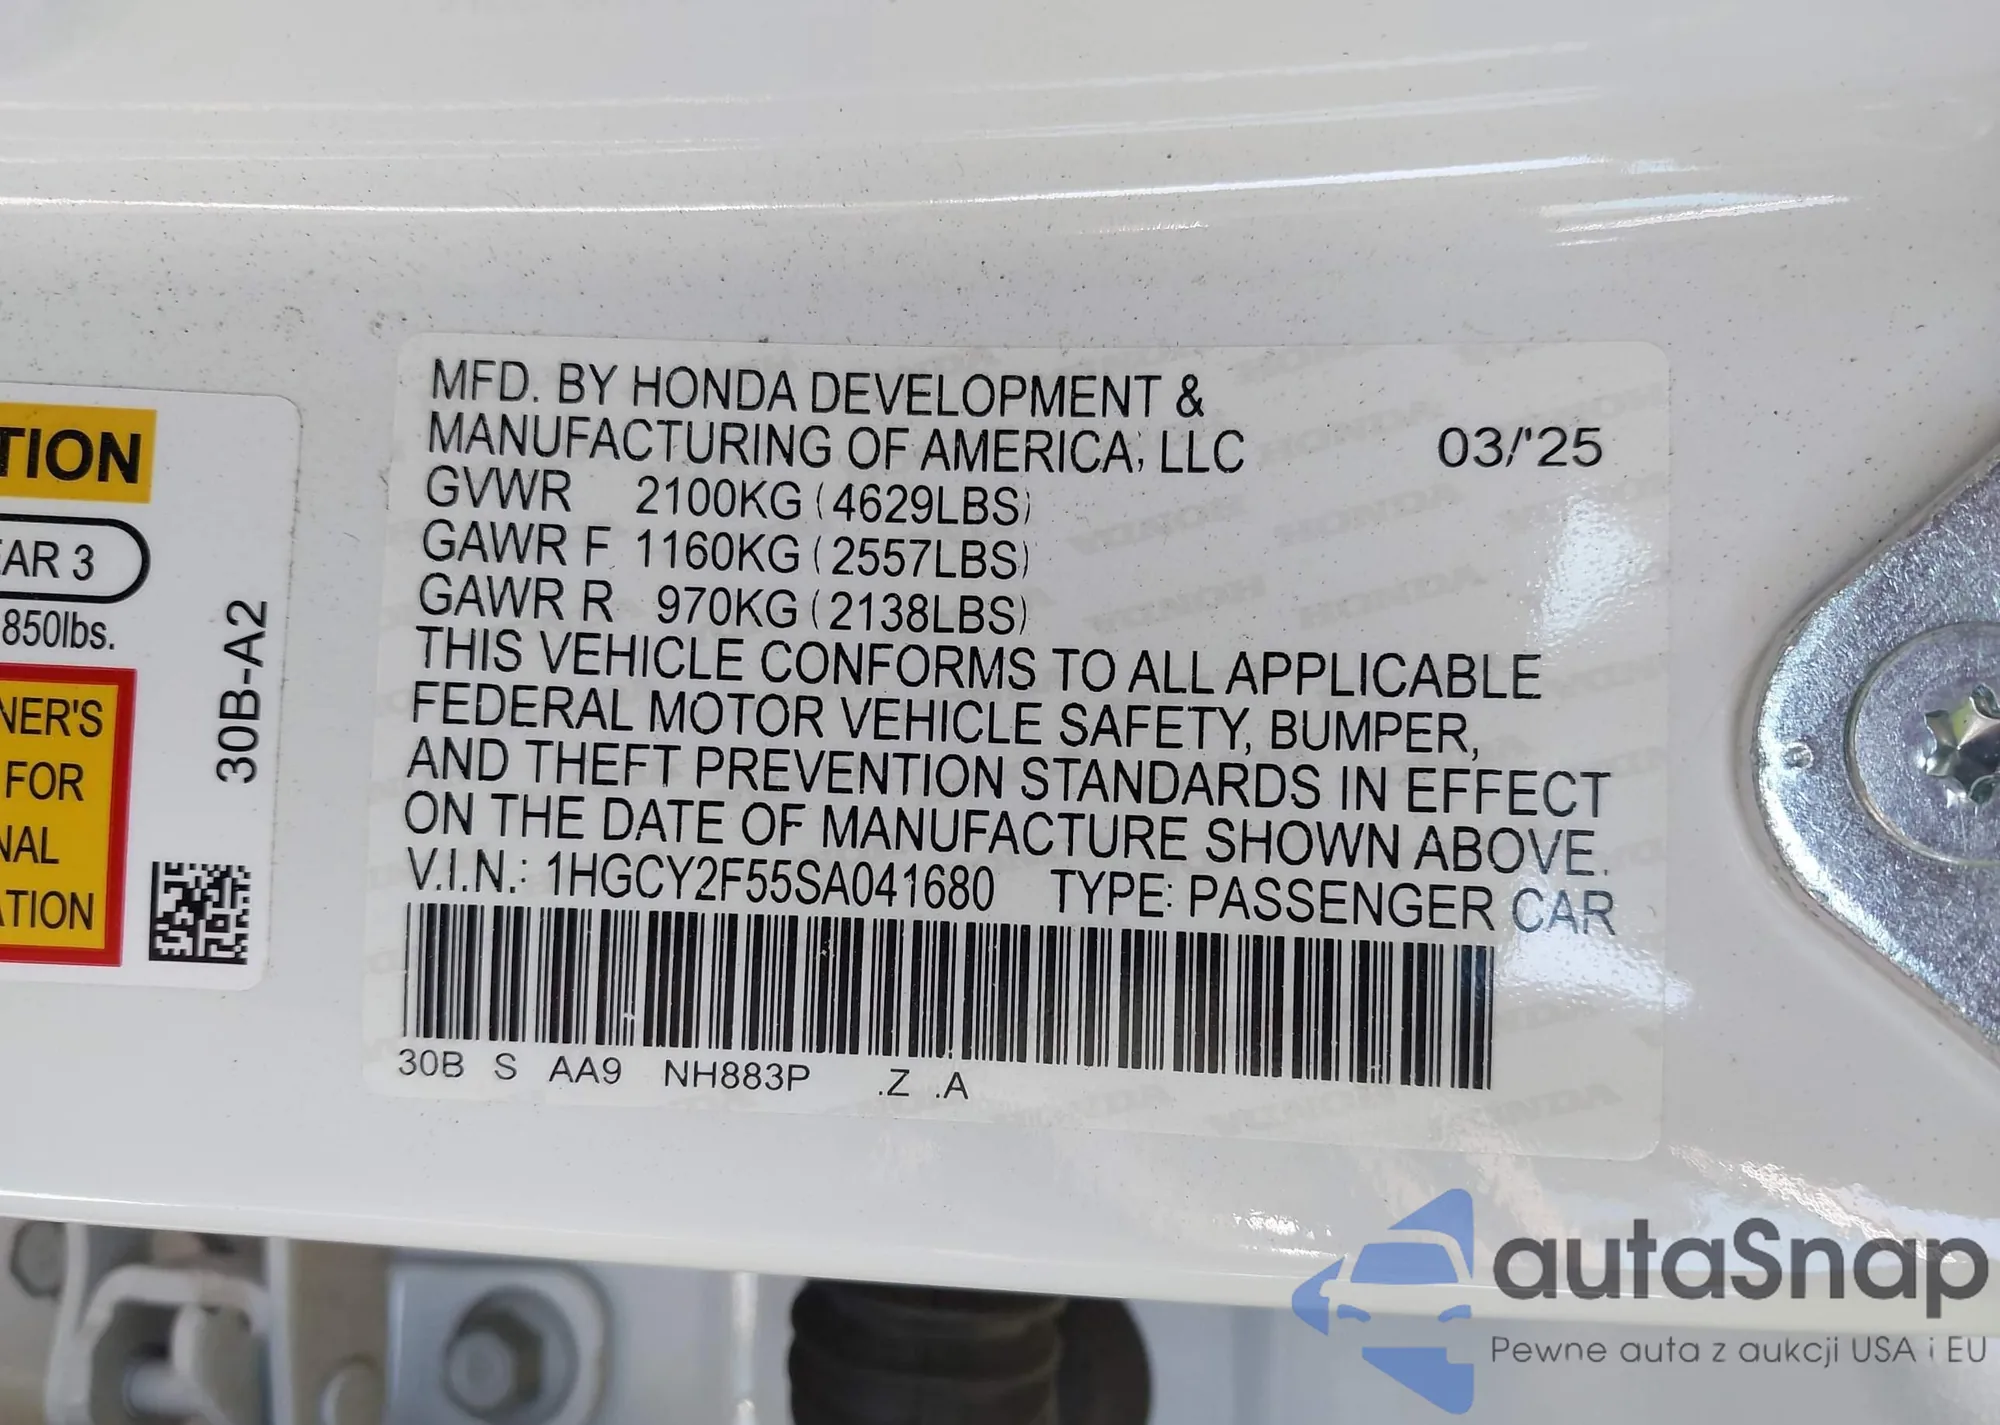 TION
EAR 3
850lbs.
NER'S
FOR
NAL
ATION
30B-A2
MFD. BY HONDA DEVELOPMENT &
MANUFACTURING OF AMERICA, LLC 03/'25
GVWR 2100KG (4629LBS)
GAWR F 1160KG (2557LBS)
GAWR R 970KG (2138LBS)
THIS VEHICLE CONFORMS TO ALL APPLICABLE
FEDERAL MOTOR VEHICLE SAFETY, BUMPER,
AND THEFT PREVENTION STANDARDS IN EFFECT
ON THE DATE OF MANUFACTURE SHOWN ABOVE.
V.I.N.: 1HGCY2F55SA041680 TYPE: PASSENGER CAR
30B S AA9 NH883P .Z .A
autaSnap
Pewne auta z aukcji USA i EU